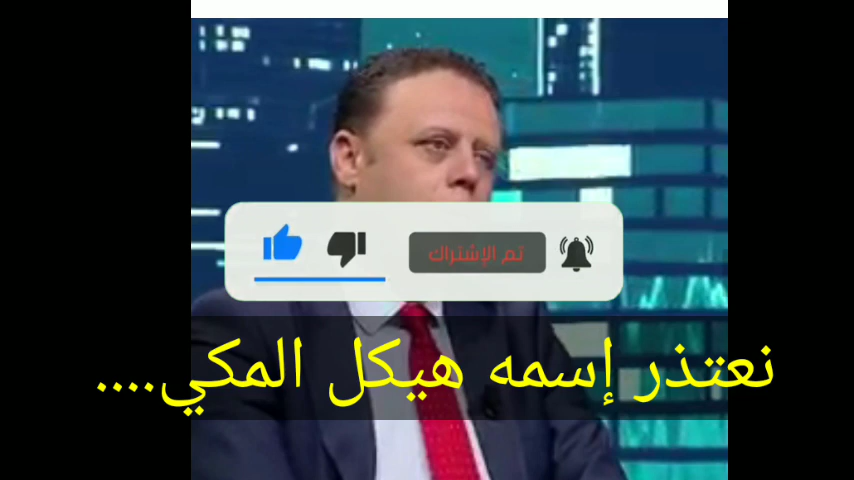 تم الإشتراك
نعتذر إسمه هيكل المكي....